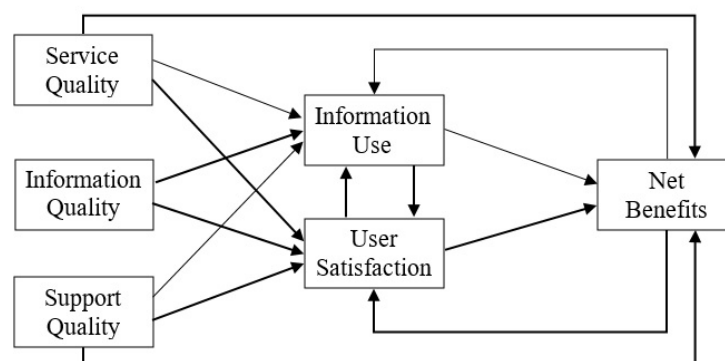 Service
Quality
Information
Use
Information
Quality
Net
Benefits
User
Satisfaction
Support
Quality